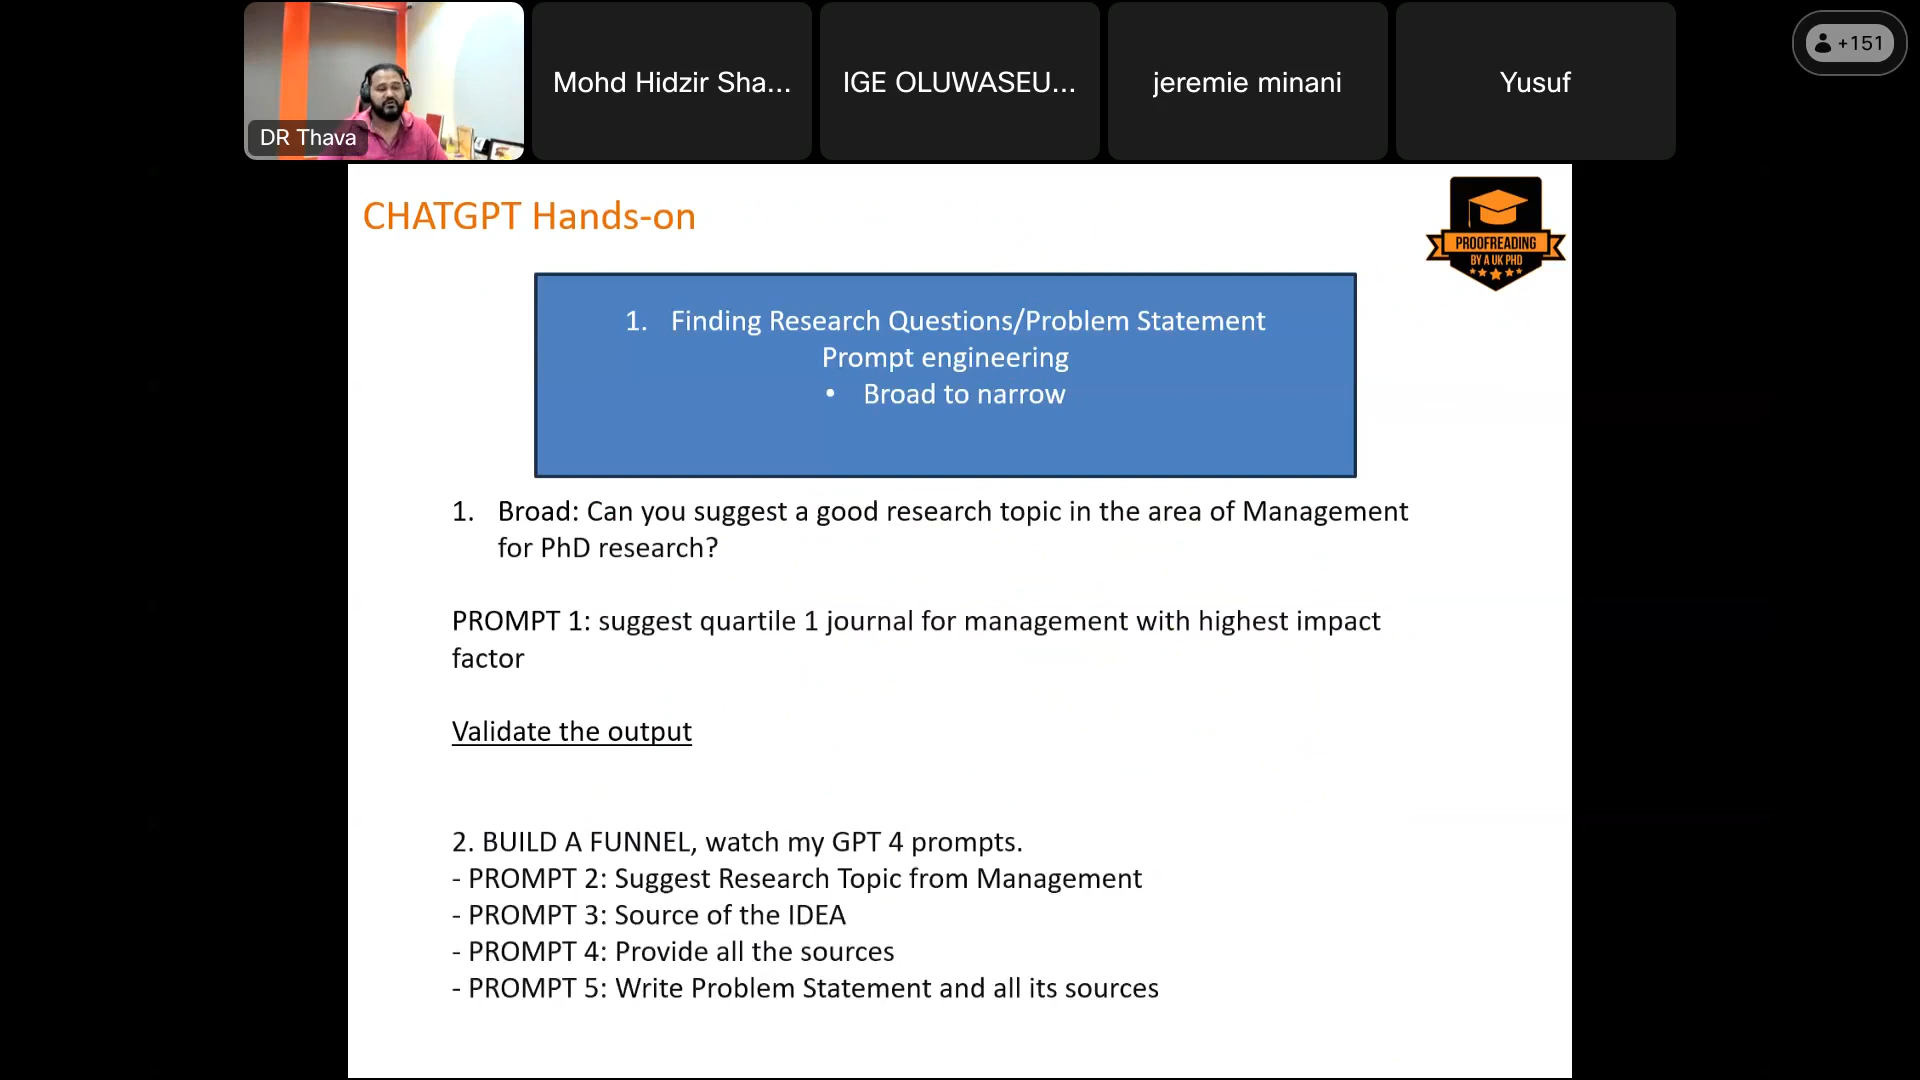 DR Thava
Mohd Hidzir Sha...
IGE OLUWASEU...
jeremie minani
Yusuf
+151
CHATGPT Hands-on
PROOFREADING
BY A UK PHD
1. Finding Research Questions/Problem Statement
Prompt engineering
• Broad to narrow
1. Broad: Can you suggest a good research topic in the area of Management
for PhD research?
PROMPT 1: suggest quartile 1 journal for management with highest impact
factor
Validate the output
2. BUILD A FUNNEL, watch my GPT 4 prompts.
- PROMPT 2: Suggest Research Topic from Management
- PROMPT 3: Source of the IDEA
- PROMPT 4: Provide all the sources
- PROMPT 5: Write Problem Statement and all its sources